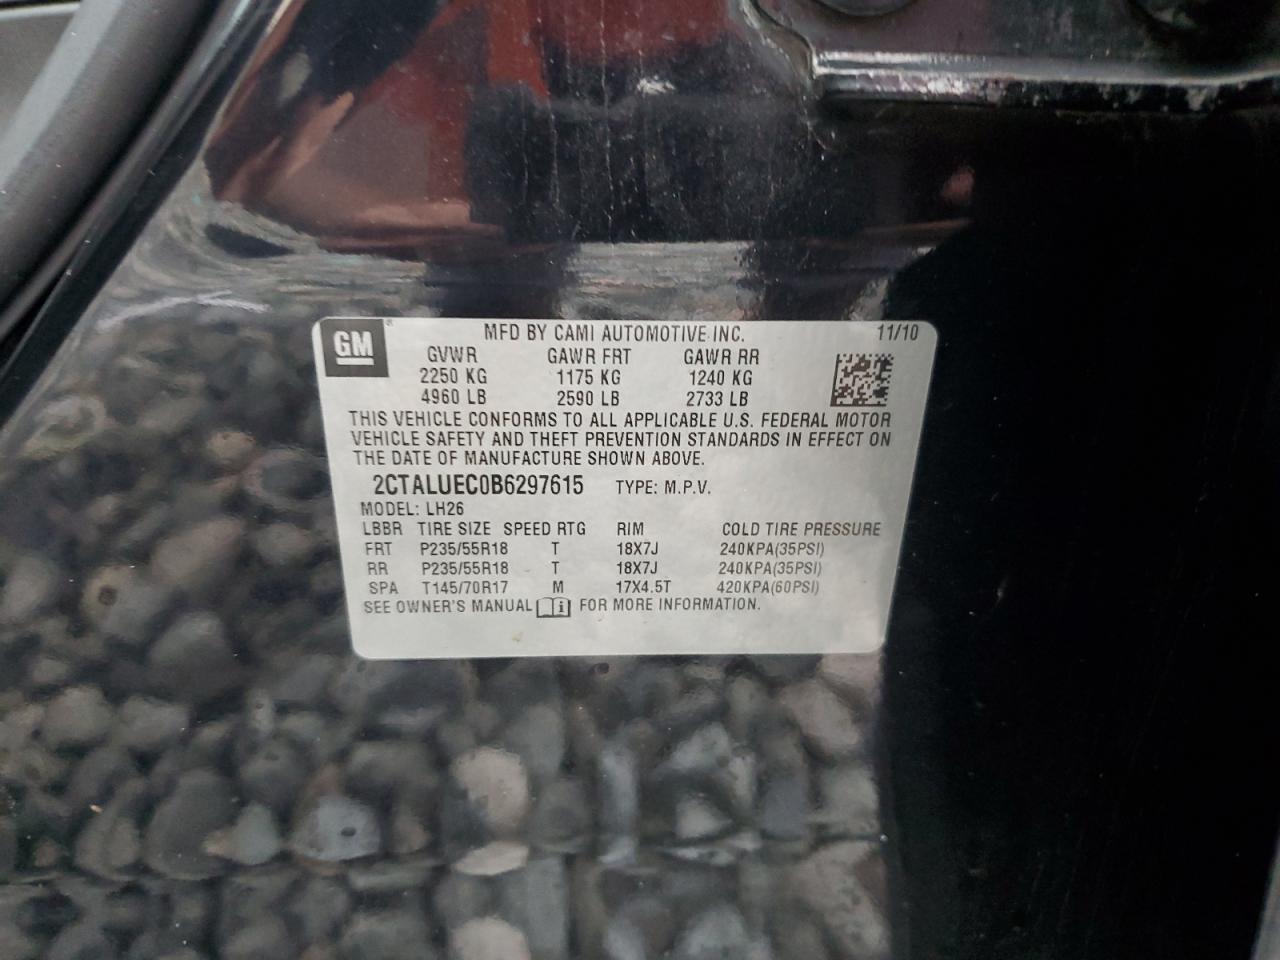 GM® MFD BY CAMI AUTOMOTIVE INC. 11/10
GVWR GAWR FRT GAWR RR
2250 KG 1175 KG 1240 KG
4960 LB 2590 LB 2733 LB
THIS VEHICLE CONFORMS TO ALL APPLICABLE U.S. FEDERAL MOTOR
VEHICLE SAFETY AND THEFT PREVENTION STANDARDS IN EFFECT ON
THE DATE OF MANUFACTURE SHOWN ABOVE.
2CTALUEC0B6297615 TYPE: M.P.V.
MODEL: LH26
LBBR TIRE SIZE SPEED RTG RIM COLD TIRE PRESSURE
FRT P235/55R18 T 18X7J 240KPA(35PSI)
RR P235/55R18 T 18X7J 240KPA(35PSI)
SPA T145/70R17 M 17X4.5T 420KPA(60PSI)
SEE OWNER'S MANUAL i FOR MORE INFORMATION.